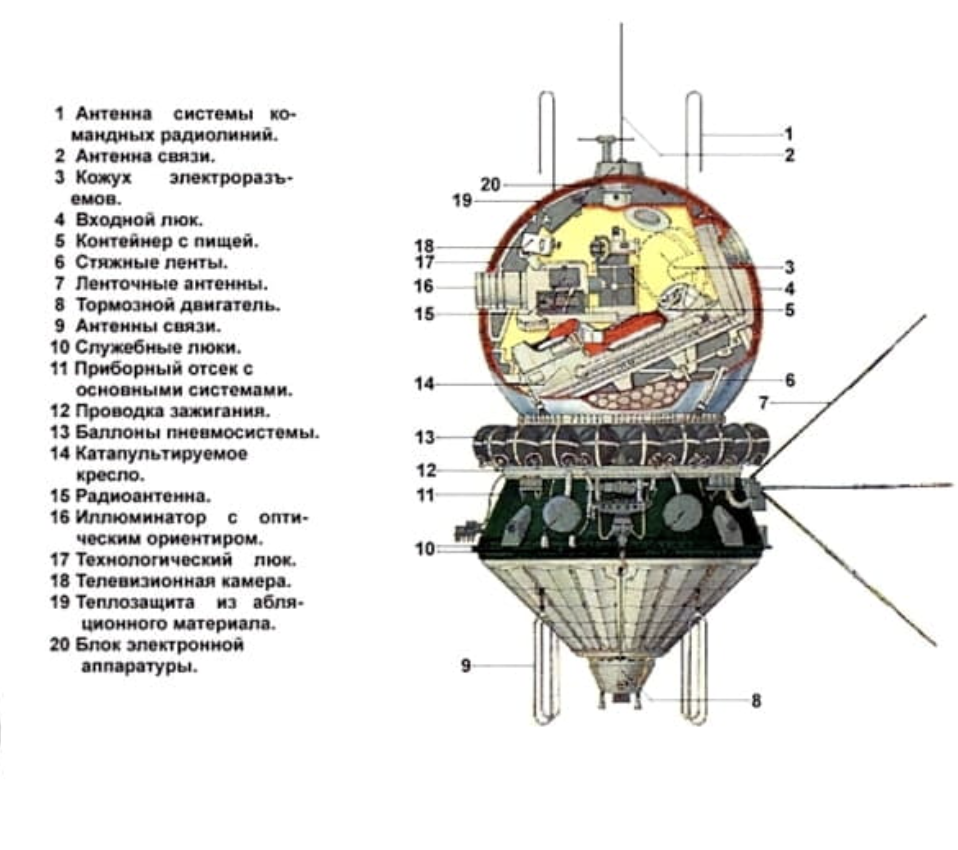 1 Антенна системы ко-
мандных радиолиний.
2 Антенна связи.
3 Кожух электроразъ-
емов.
4 Входной люк.
5 Контейнер с пищей.
6 Стяжные ленты.
7 Ленточные антенны.
8 Тормозной двигатель.
9 Антенны связи.
10 Служебные люки.
11 Приборный отсек с
основными системами.
12 Проводка зажигания.
13 Баллоны пневмосистемы.
14 Катапультируемое
кресло.
15 Радиоантенна.
16 Иллюминатор с опти-
ческим ориентиром.
17 Технологический люк.
18 Телевизионная камера.
19 Теплозащита из абля-
ционного материала.
20 Блок электронной
аппаратуры.
1
2
20
19
18
17
3
16
4
15
5
14
6
7
13
12
11
10
9
8